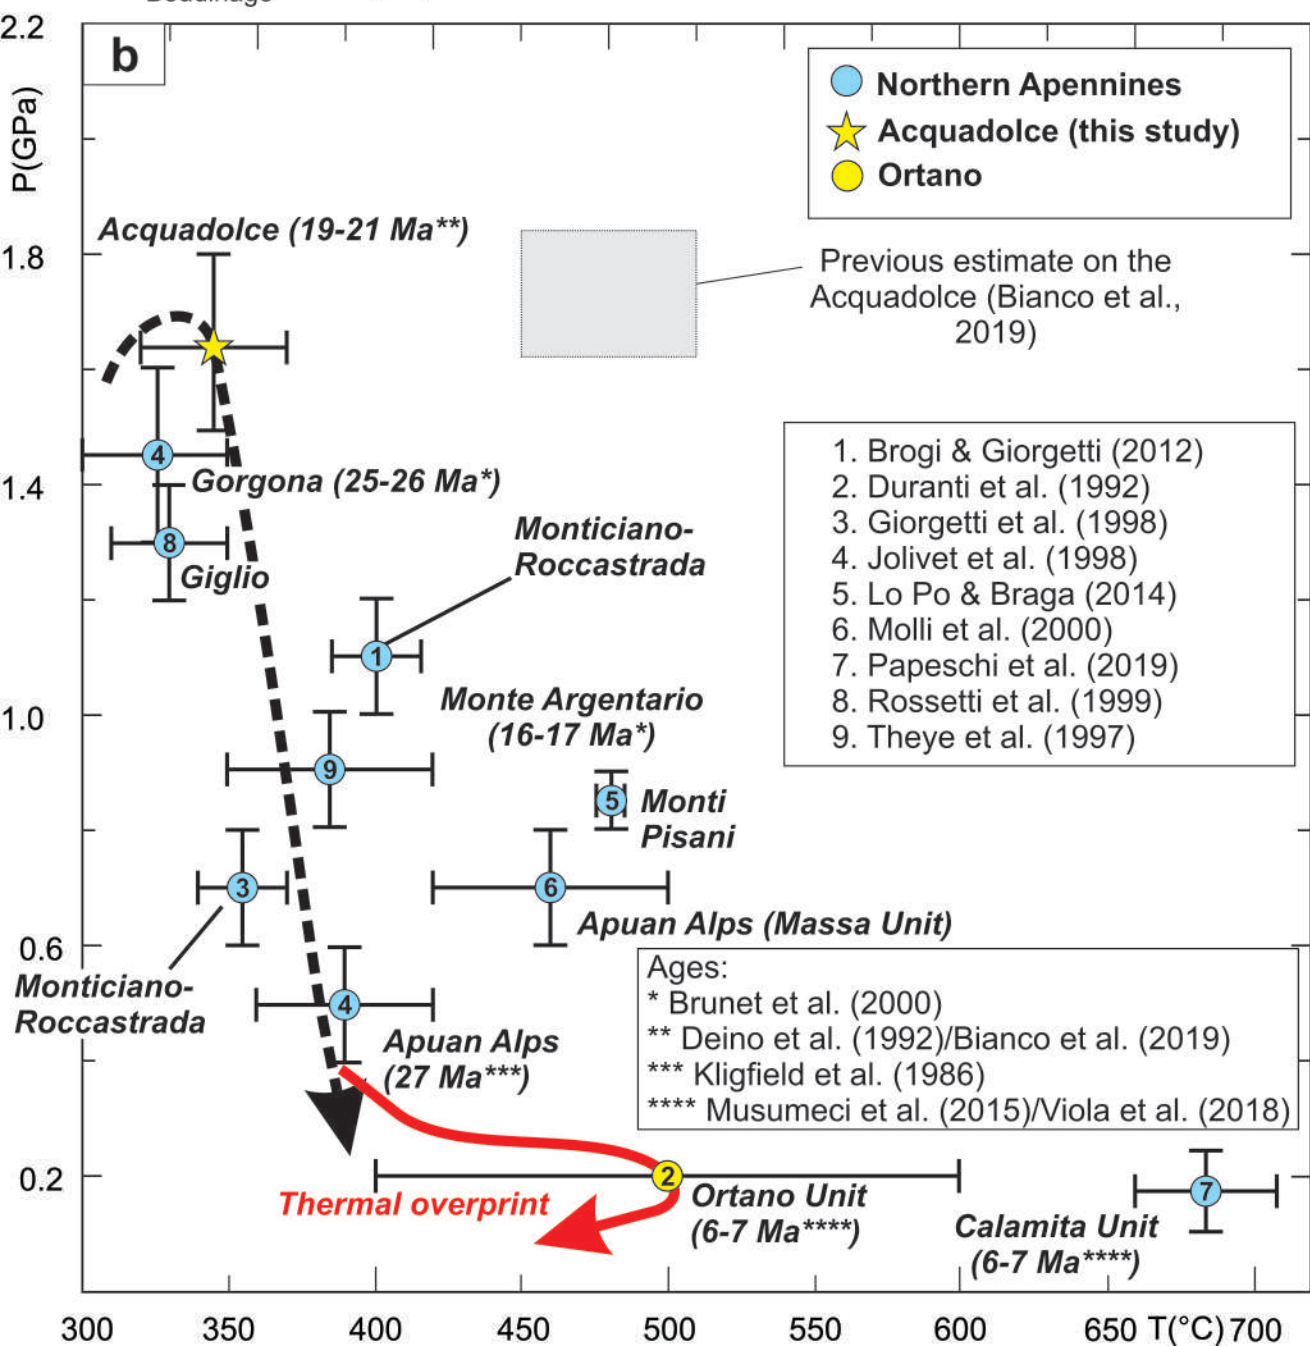 Boudinage
2.2
b
P(GPa)
Northern Apennines
Acquadolce (this study)
Ortano
Acquadolce (19-21 Ma**)
1.8
Previous estimate on the
Acquadolce (Bianco et al.,
2019)
4
Gorgona (25-26 Ma*)
1.4
8
Giglio
Monticiano-
Roccastrada
1
1. Brogi & Giorgetti (2012)
2. Duranti et al. (1992)
3. Giorgetti et al. (1998)
4. Jolivet et al. (1998)
5. Lo Po & Braga (2014)
6. Molli et al. (2000)
7. Papeschi et al. (2019)
8. Rossetti et al. (1999)
9. Theye et al. (1997)
Monte Argentario
(16-17 Ma*)
1.0
9
5
Monti
Pisani
3
6
Apuan Alps (Massa Unit)
0.6
Monticiano-
Roccastrada
4
Apuan Alps
(27 Ma***)
Ages:
* Brunet et al. (2000)
** Deino et al. (1992)/Bianco et al. (2019)
*** Kligfield et al. (1986)
**** Musumeci et al. (2015)/Viola et al. (2018)
0.2
Thermal overprint
2
Ortano Unit
(6-7 Ma****)
7
Calamita Unit
(6-7 Ma****)
300 350 400 450 500 550 600 650 T(°C) 700